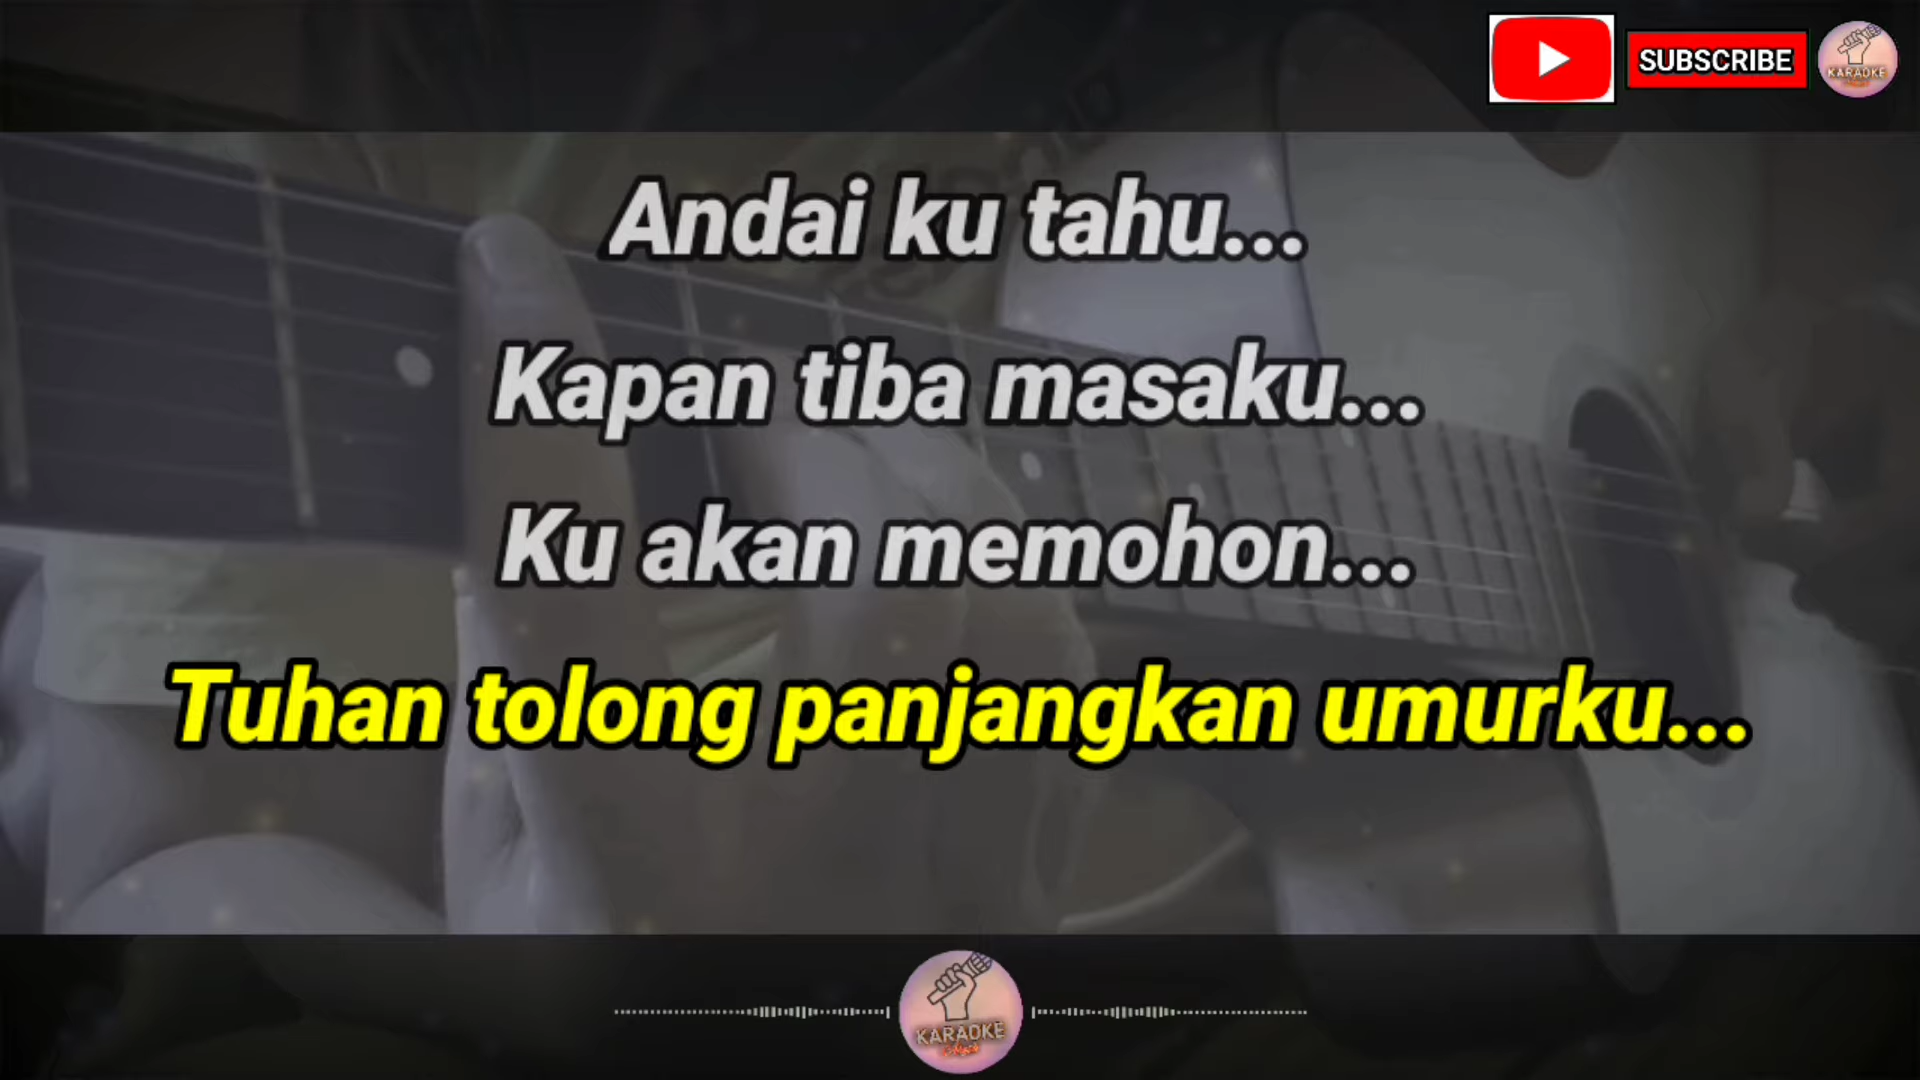 SUBSCRIBE
KARAOKE
Andai ku tahu...
Kapan tiba masaku...
Ku akan memohon...
Tuhan tolong panjangkan umurku...
KARAOKE